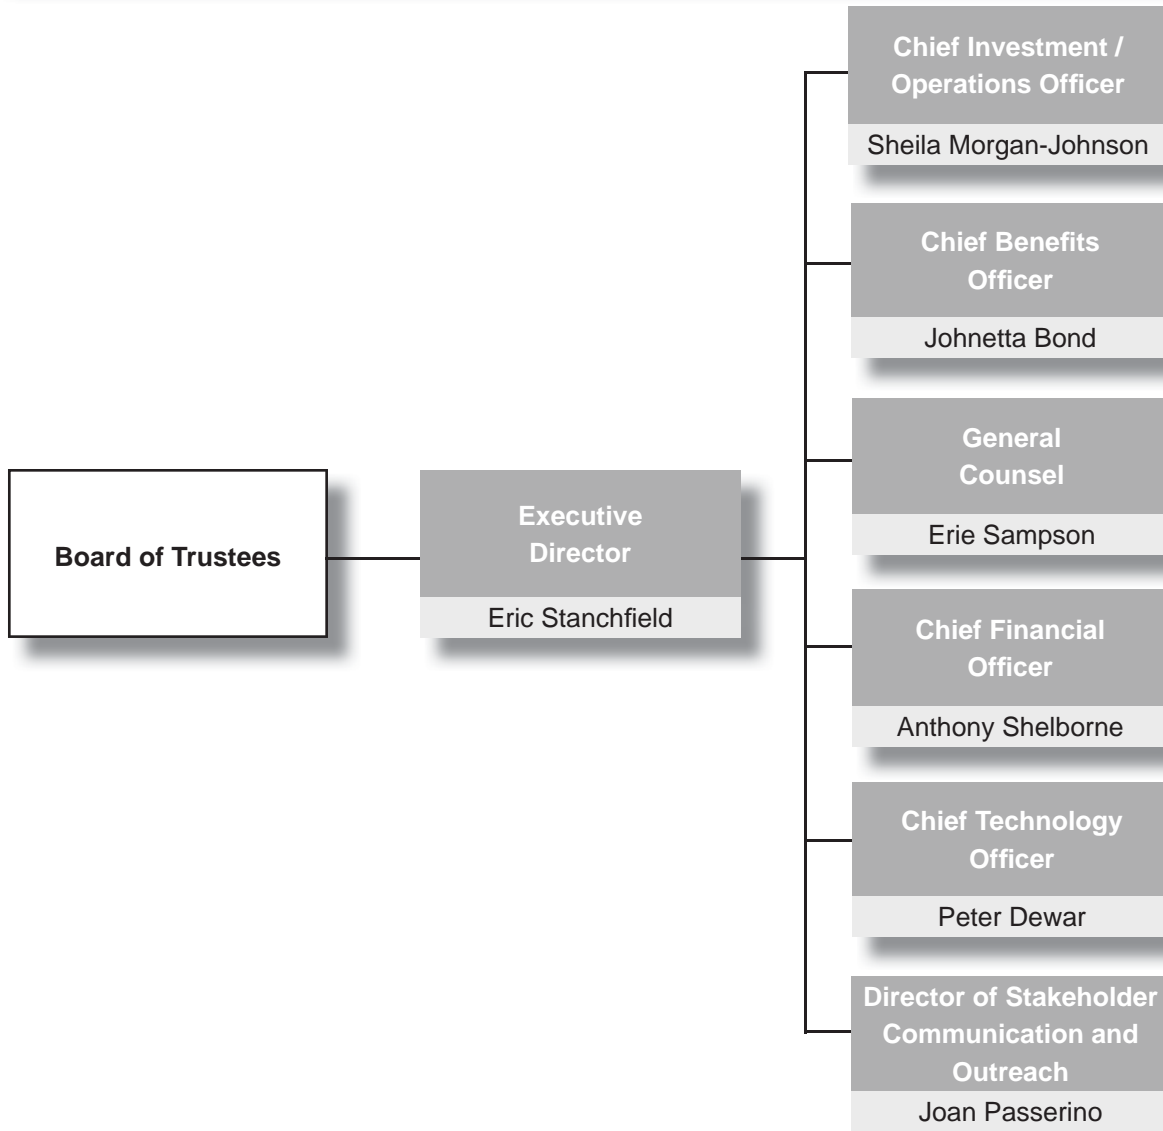 Board of Trustees
Executive
Director
Eric Stanchfield
Chief Investment /
Operations Officer
Sheila Morgan-Johnson
Chief Benefits
Officer
Johnetta Bond
General
Counsel
Erie Sampson
Chief Financial
Officer
Anthony Shelborne
Chief Technology
Officer
Peter Dewar
Director of Stakeholder
Communication and
Outreach
Joan Passerino